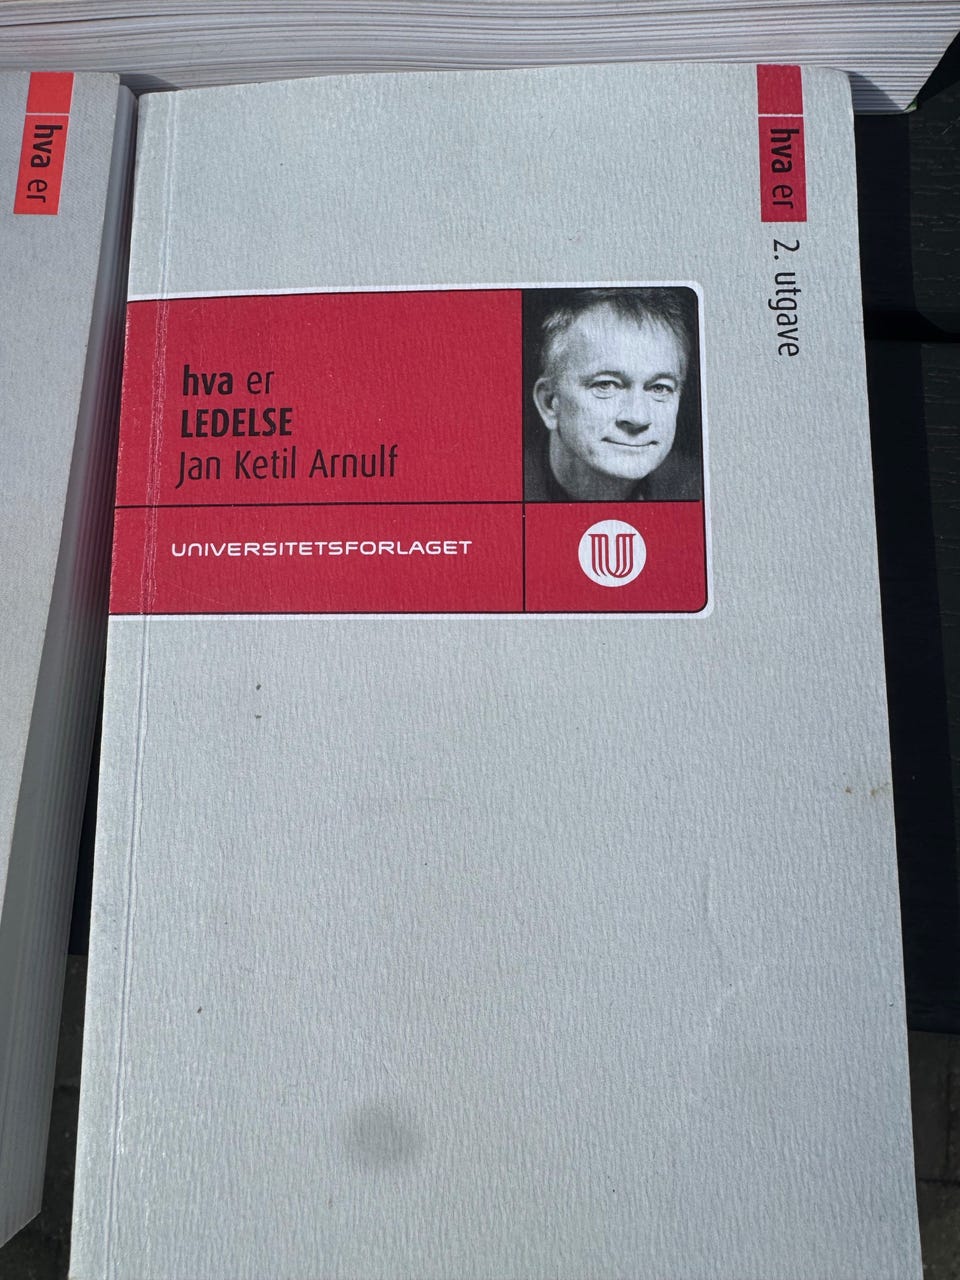 hva er
hva er 2. utgave
hva er
LEDELSE
Jan Ketil Arnulf
UNIVERSITETSFORLAGET
U